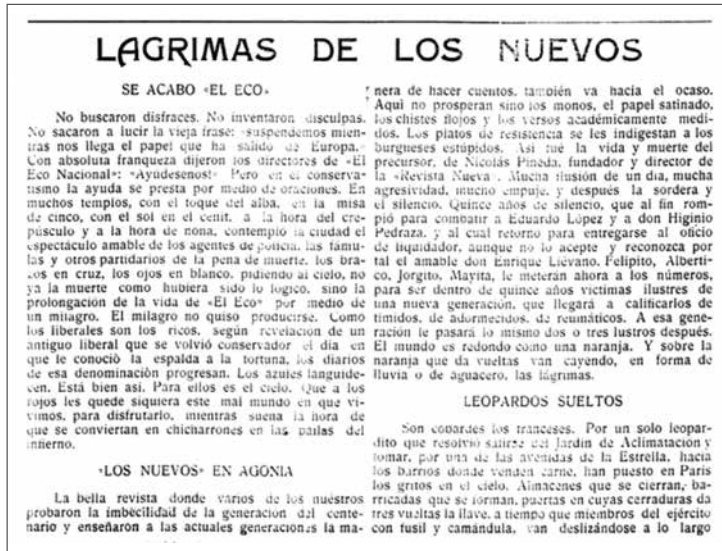 LAGRIMAS DE LOS NUEVOS
SE ACABO «EL ECO»
No buscaron disfraces. No inventaron disculpas.
No sacaron a lucir la vieja frase: «suspendemos mien-
tras nos llega el papel que ha salido de Europa.
Con absoluta franqueza dijeron los directores de «El
Eco Nacional»: «Ayúdesenos!» Pero en el conserva-
tismo la ayuda se presta por medio de oraciones. En
muchos templos, con el toque del alba, en la misa
de cinco, con el sol en el cenit, a la hora del cre-
púsculo y a la hora de nona, contempló la ciudad el
espectáculo amable de los agentes de policía, las fámu-
las y otros partidarios de la pena de muerte, los bra-
zos en cruz, los ojos en blanco, pidiendo al cielo, no
ya la muerte como hubiera sido lo lógico, sino la
prolongación de la vida de «El Eco» por medio de
un milagro. El milagro no quiso producirse. Como
los liberales son los ricos, según revelación de un
antiguo liberal que se volvió conservador el día en
que le conoció la espalda a la fortuna, los diarios
de esa denominación progresan. Los azules languide-
cen. Está bien así. Para ellos es el cielo. Que a los
rojos les quede siquiera este mal mundo en que vi-
vimos, para disfrutarlo, mientras suena la hora de
que se conviertan en chicharrones en las pailas del
infierno.
«LOS NUEVOS» EN AGONIA
La bella revista donde varios de los nuestros
probaron la imbecilidad de la generación del cente-
nario y enseñaron a las actuales generaciones la ma-
nera de hacer cuentos, también va hacia el ocaso.
Aquí no prosperan sino los monos, el papel satinado,
los chistes flojos y los versos académicamente medi-
dos. Los platos de resistencia se les indigestan a los
burgueses estúpidos. Así fué la vida y muerte del
precursor, de Nicolás Pineda, fundador y director de
la «Revista Nueva». Mucha ilusión de un día, mucha
agresividad, mucho empuje, y después la sordera y
el silencio. Quince años de silencio, que al fin rom-
pió para combatir a Eduardo López y a don Higinio
Pedraza, y al cual retorno para entregarse al oficio
de liquidador, aunque no lo acepte y reconozca por
tal el amable don Enrique Liévano. Felipito, Alberti-
co, Jorgito, Mayita, le meterán ahora a los números,
para ser dentro de quince años víctimas ilustres de
una nueva generación, que llegará a calificarlos de
tímidos, de adormecidos, de reumáticos. A esa gene-
ración le pasará lo mismo dos o tres lustros después.
El mundo es redondo como una naranja. Y sobre la
naranja que da vueltas van cayendo, en forma de
lluvia o de aguacero, las lágrimas.
LEOPARDOS SUELTOS
Son cobardes los franceses. Por un solo leopar-
dito que resolvió salirse del Jardín de Aclimatación y
tomar, por una de las avenidas de la Estrella, hacia
los barrios donde venden carne, han puesto en París
los gritos en el cielo. Almacenes que se cierran, ba-
rricadas que se forman, puertas en cuyas cerraduras da
tres vueltas la llave, a tiempo que miembros del ejército
con fusil y camándula, van deslizándose a lo largo